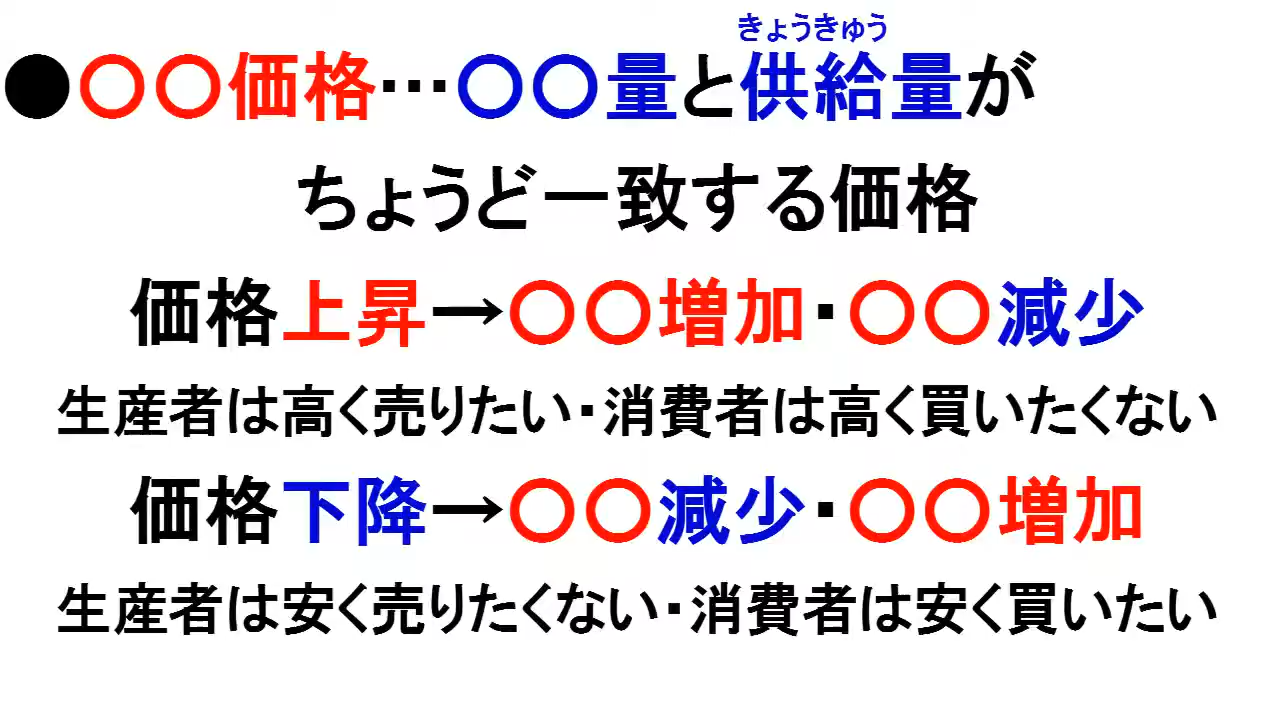 きょうきゅう
●〇〇価格…〇〇量と供給量が
ちょうど一致する価格
価格上昇→〇〇増加・〇〇減少
生産者は高く売りたい・消費者は高く買いたくない
価格下降→〇〇減少・〇〇増加
生産者は安く売りたくない・消費者は安く買いたい